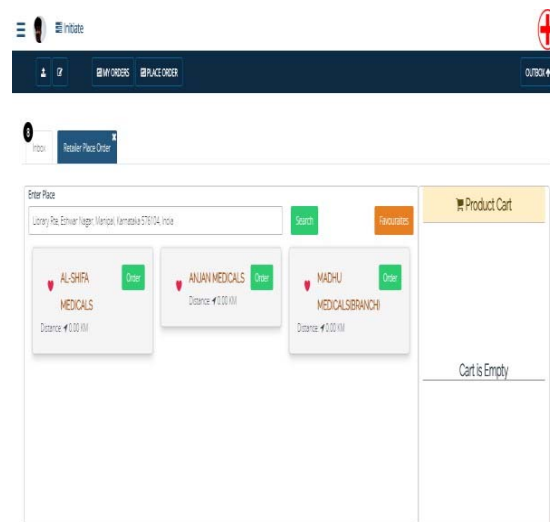 Initiate
MY ORDERS PLACE ORDER OUTBOX
8
Inbox Retailer Place Order x
Enter Place
Library Rd, Eshwar Nagar, Manipal, Karnataka 576104, India Search Favourites
Product Cart
AL-SHIFA MEDICALS Order
Distance 0.00 KM
ANJAN MEDICALS Order
Distance 0.00 KM
MADHU MEDICALS(BRANCH) Order
Distance 0.00 KM
Cart is Empty